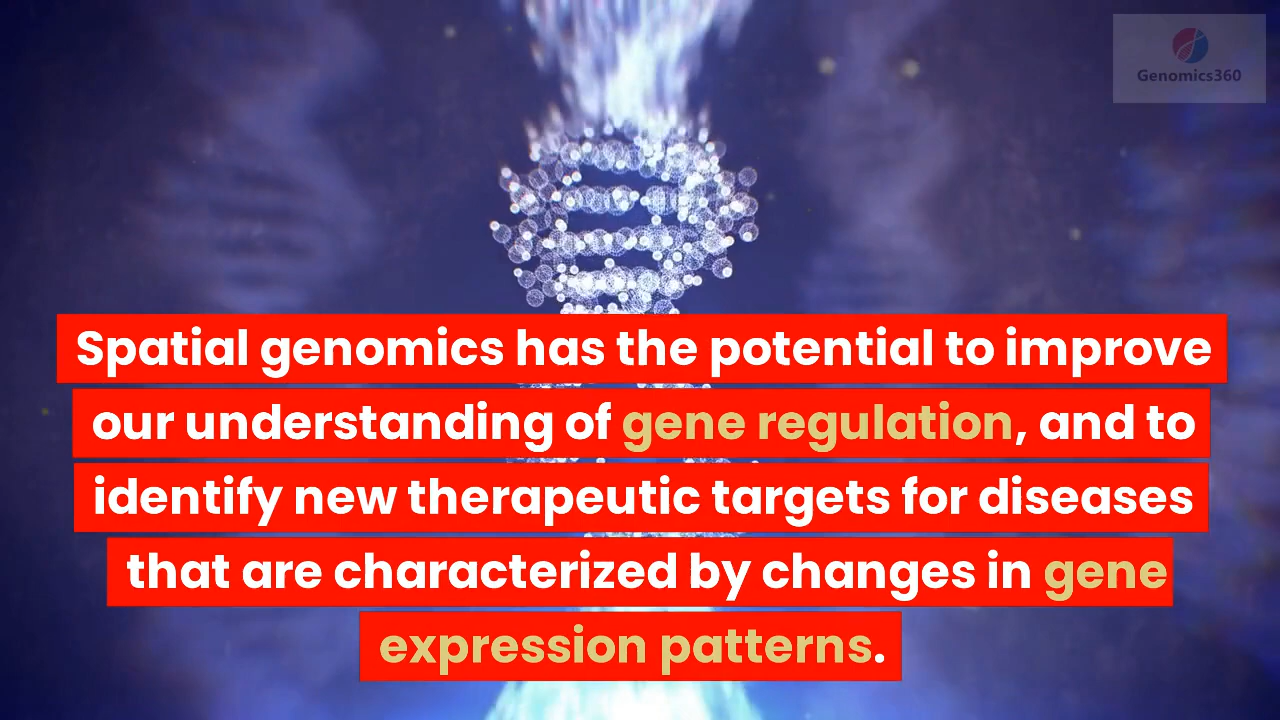 Genomics360
Spatial genomics has the potential to improve
our understanding of gene regulation, and to
identify new therapeutic targets for diseases
that are characterized by changes in gene
expression patterns.